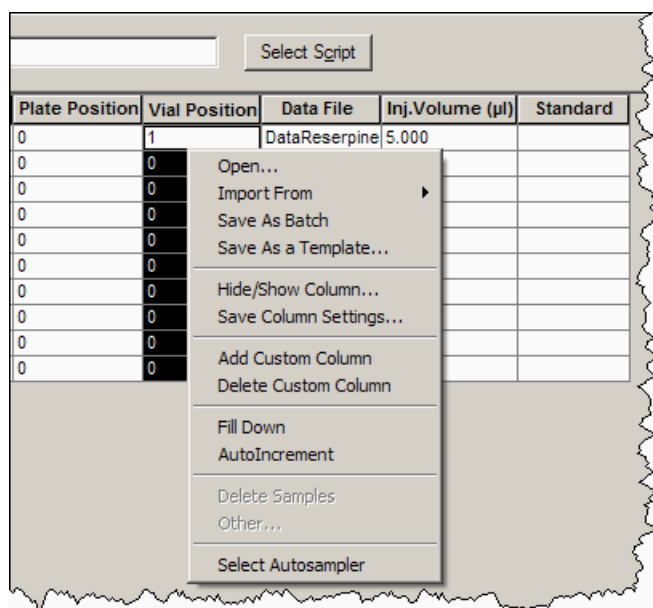 Select Script
Plate Position Vial Position Data File Inj.Volume (µl) Standard
0 1 DataReserpine 5.000
0 0
0 0
0 0
0 0
0 0
0 0
0 0
0 0
0 0
Open...
Import From
Save As Batch
Save As a Template...
Hide/Show Column...
Save Column Settings...
Add Custom Column
Delete Custom Column
Fill Down
AutoIncrement
Delete Samples
Other...
Select Autosampler